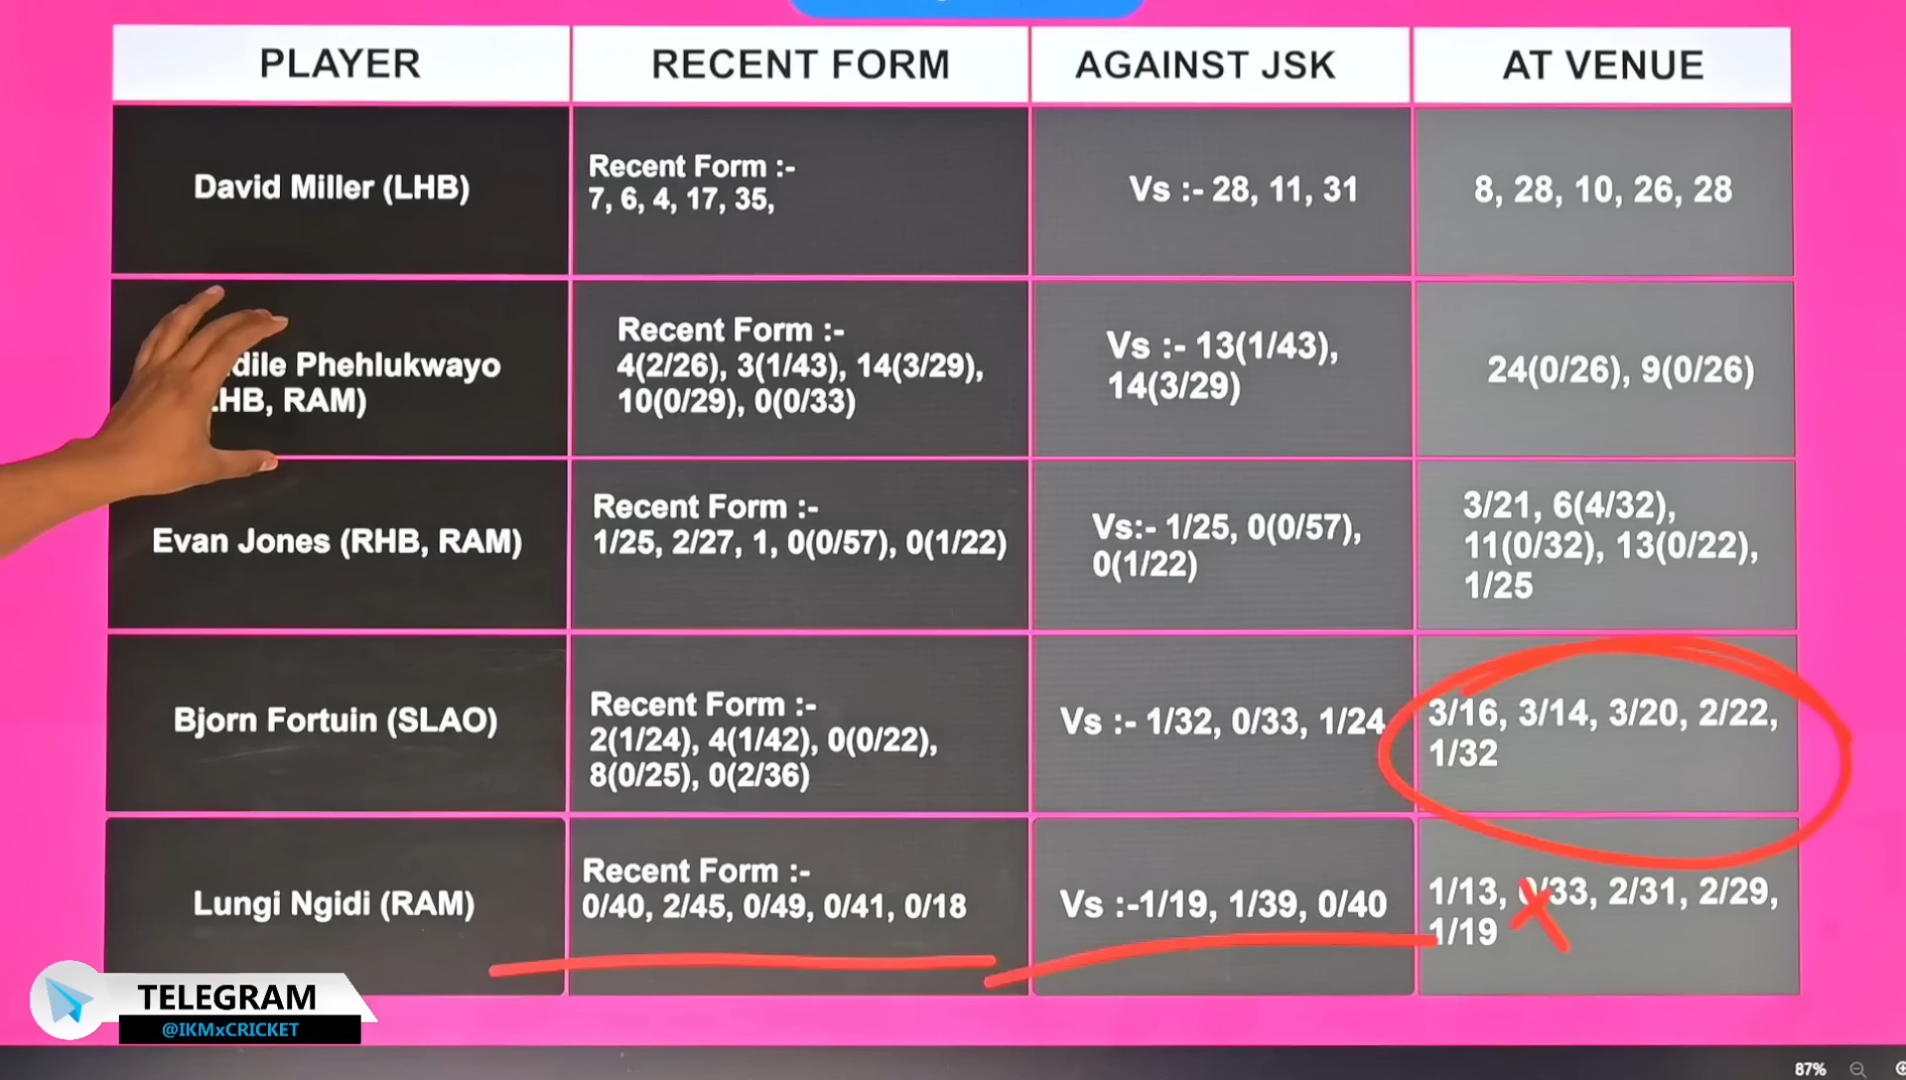 PLAYER
RECENT FORM
AGAINST JSK
AT VENUE
David Miller (LHB)
Recent Form :-
7, 6, 4, 17, 35,
Vs :- 28, 11, 31
8, 28, 10, 26, 28
dile Phehlukwayo
HB, RAM)
Recent Form :-
4(2/26), 3(1/43), 14(3/29),
10(0/29), 0(0/33)
Vs :- 13(1/43),
14(3/29)
24(0/26), 9(0/26)
Evan Jones (RHB, RAM)
Recent Form :-
1/25, 2/27, 1, 0(0/57), 0(1/22)
Vs:- 1/25, 0(0/57),
0(1/22)
3/21, 6(4/32),
11(0/32), 13(0/22),
1/25
Bjorn Fortuin (SLAO)
Recent Form :-
2(1/24), 4(1/42), 0(0/22),
8(0/25), 0(2/36)
Vs :- 1/32, 0/33, 1/24
3/16, 3/14, 3/20, 2/22,
1/32
Lungi Ngidi (RAM)
Recent Form :-
0/40, 2/45, 0/49, 0/41, 0/18
Vs :-1/19, 1/39, 0/40
1/13, 0/33, 2/31, 2/29,
1/19
TELEGRAM
@IKMxCRICKET
87%